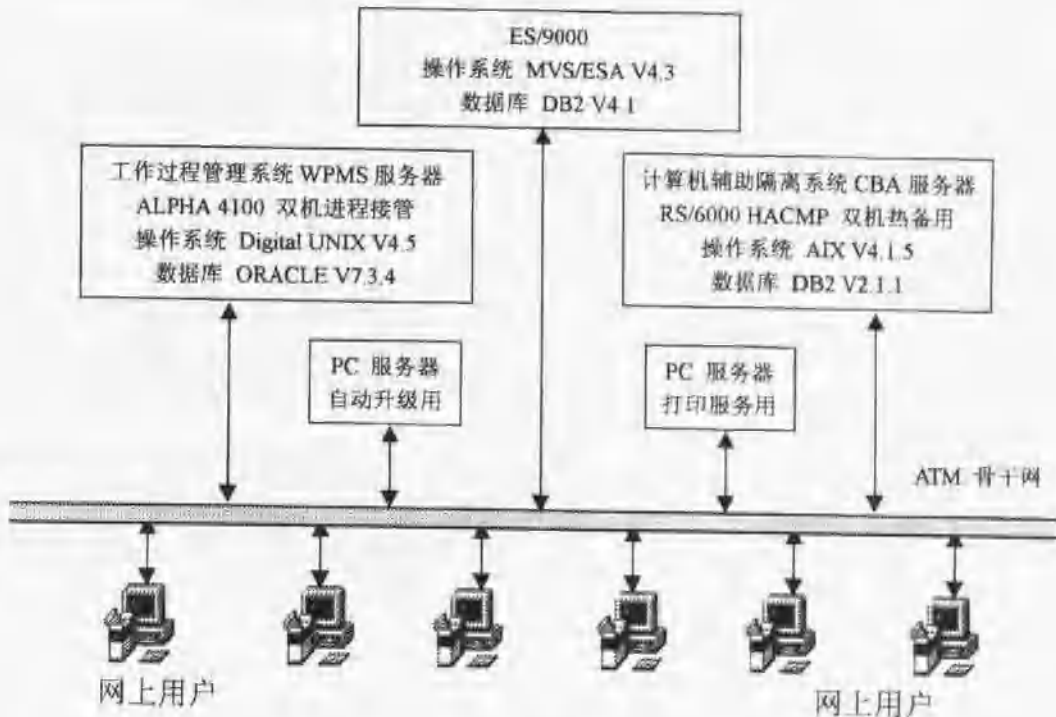 ES/9000
操作系统 MVS/ESA V4.3
数据库 DB2 V4.1
工作过程管理系统 WPMS 服务器
ALPHA 4100 双机进程接管
操作系统 Digital UNIX V4.5
数据库 ORACLE V7.3.4
计算机辅助隔离系统 CBA 服务器
RS/6000 HACMP 双机热备用
操作系统 AIX V4.1.5
数据库 DB2 V2.1.1
PC 服务器
自动升级用
PC 服务器
打印服务用
ATM 骨干网
网上用户
网上用户